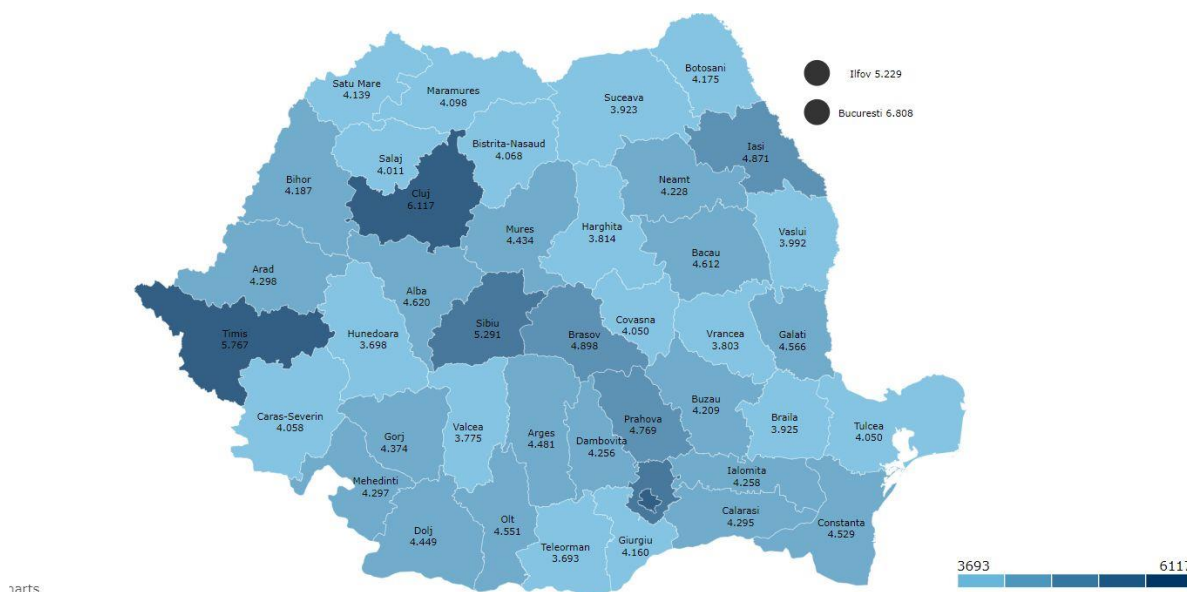 Botosani
4.175
Satu Mare
4.139
Maramures
4.098
Suceava
3.923
Ilfov 5.229
Bucuresti 6.808
Iasi
4.871
Bistrita-Nasaud
4.068
Salaj
4.011
Bihor
4.187
Cluj
6.117
Neamt
4.228
Mures
4.434
Harghita
3.814
Vaslui
3.992
Bacau
4.612
Arad
4.298
Alba
4.620
Timis
5.767
Hunedoara
3.698
Sibiu
5.291
Brasov
4.898
Covasna
4.050
Vrancea
3.803
Galati
4.566
Caras-Severin
4.058
Gorj
4.374
Valcea
3.775
Arges
4.481
Dambovita
4.256
Prahova
4.769
Buzau
4.209
Braila
3.925
Tulcea
4.050
Mehedinti
4.297
Ialomita
4.258
Calarasi
4.295
Constanta
4.529
Dolj
4.449
Olt
4.551
Teleorman
3.693
Giurgiu
4.160
3693
6117